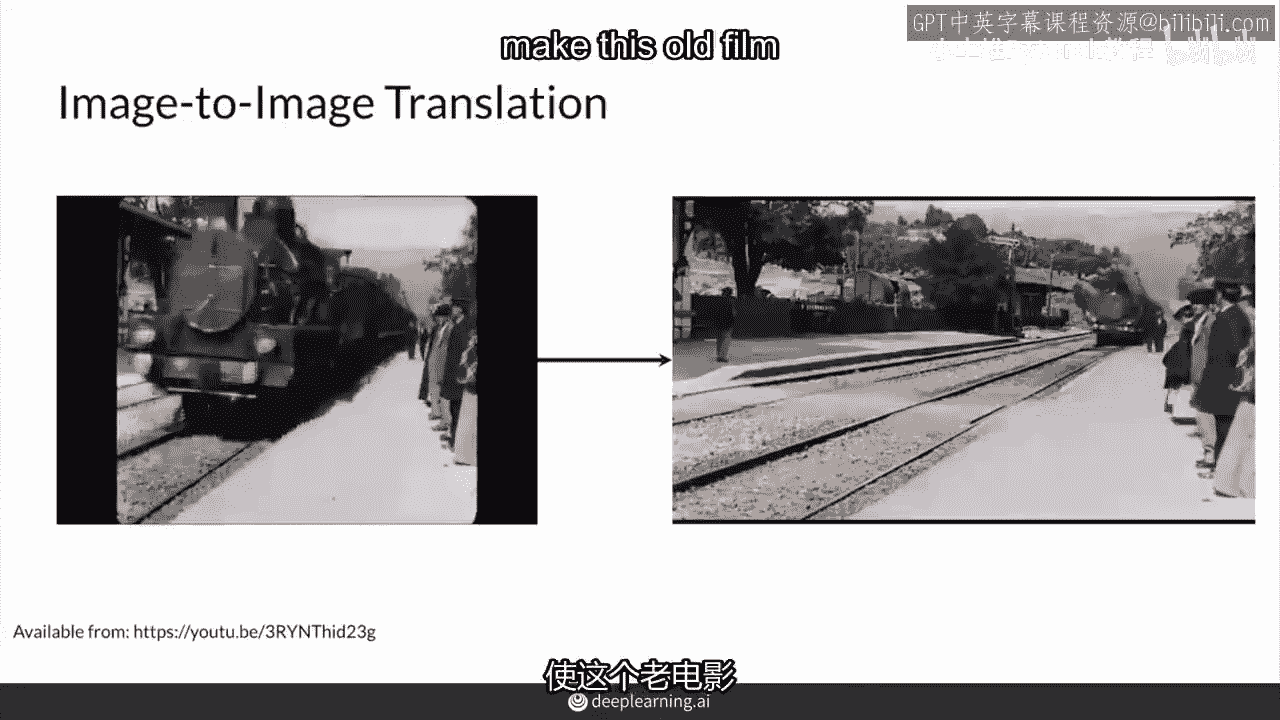 GPT中英字幕课程资源@bilibili.com
make this old film
Image-to-Image Translation
Available from: https://youtu.be/3RYNThid23g
使这个老电影
deeplearning.ai